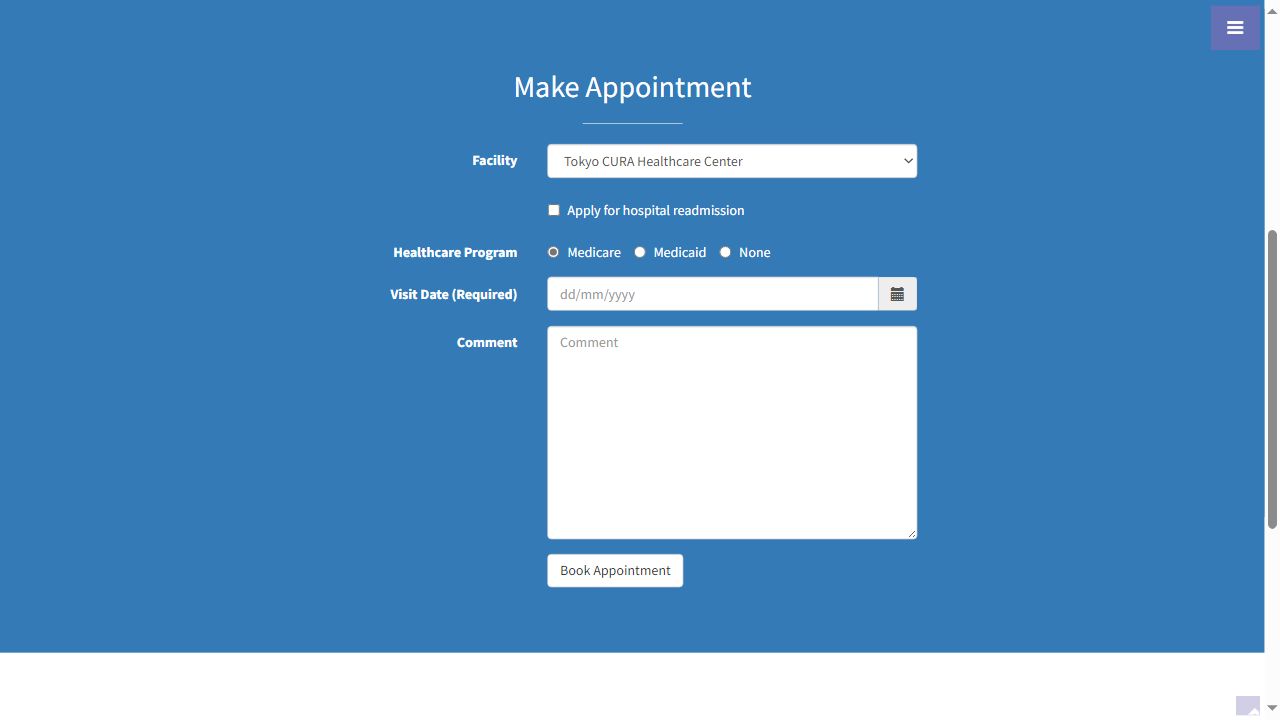 Make Appointment
Facility
Tokyo CURA Healthcare Center
Apply for hospital readmission
Healthcare Program
Medicare
Medicaid
None
Visit Date (Required)
dd/mm/yyyy
Comment
Comment
Book Appointment